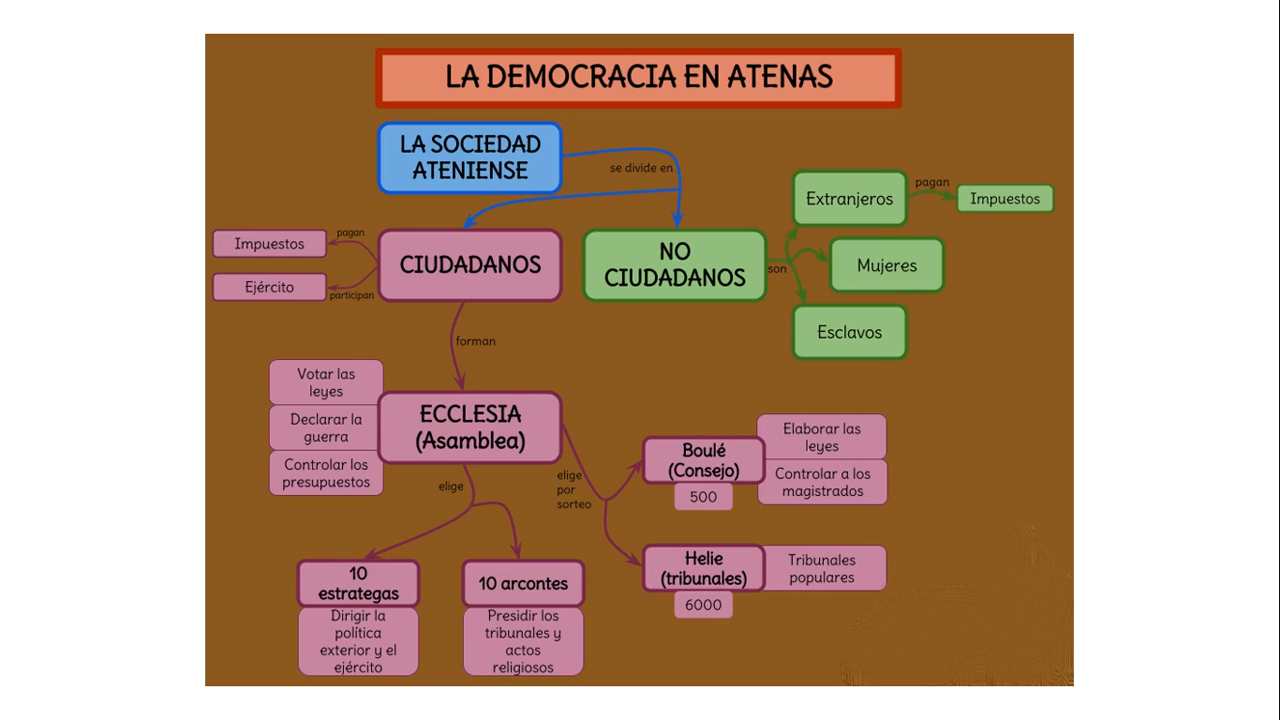 LA DEMOCRACIA EN ATENAS
LA SOCIEDAD
ATENIENSE
se divide en
Extranjeros
pagan
Impuestos
Impuestos
pagan
CIUDADANOS
NO
CIUDADANOS
son
Mujeres
Ejército
participan
Esclavos
forman
Votar las
leyes
Declarar la
guerra
Controlar los
presupuestos
ECCLESIA
(Asamblea)
elige
por
sorteo
Boulé
(Consejo)
500
Elaborar las
leyes
Controlar a los
magistrados
elige
Helie
(tribunales)
6000
Tribunales
populares
10
estrategas
Dirigir la
política
exterior y el
ejército
10 arcontes
Presidir los
tribunales y
actos
religiosos